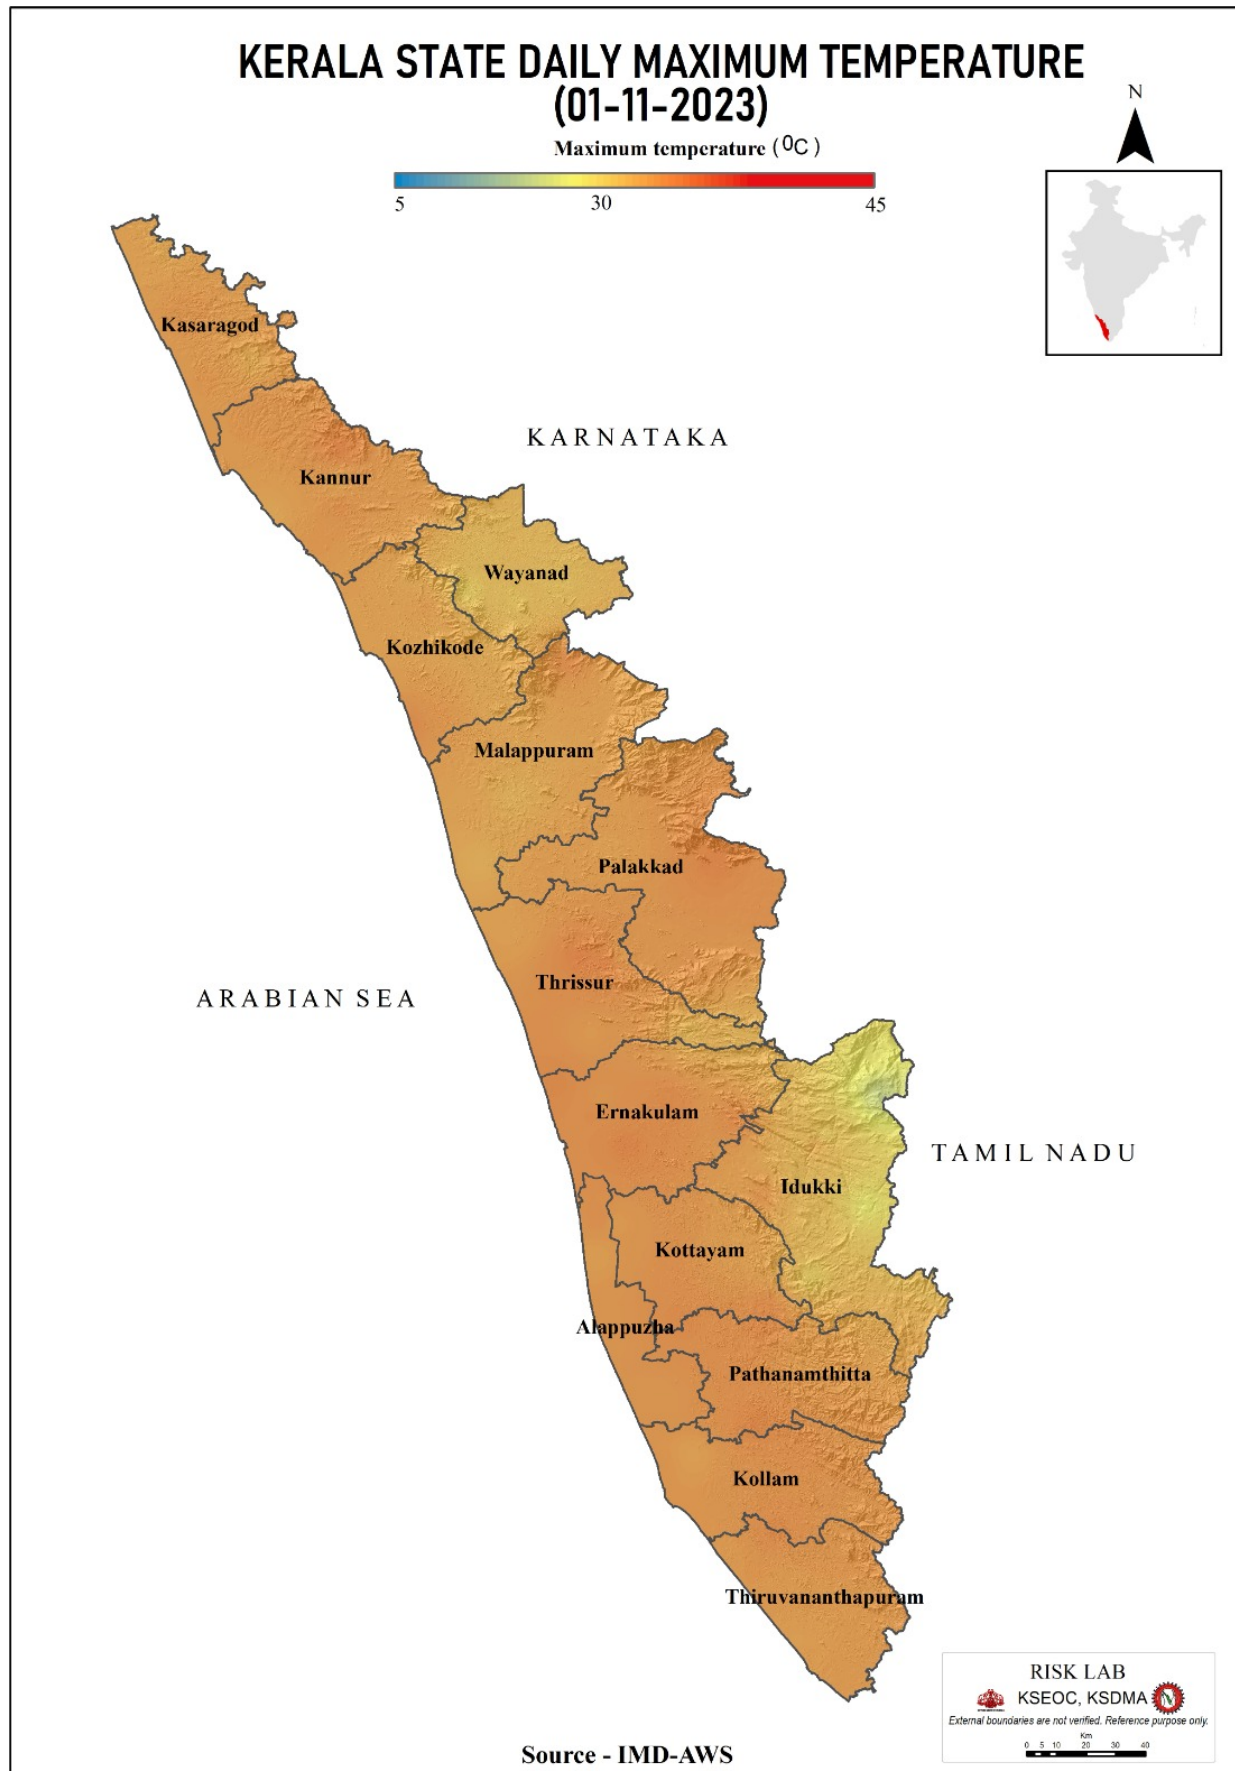 KERALA STATE DAILY MAXIMUM TEMPERATURE
(01-11-2023)
Maximum temperature (⁰C)
5 30 45
N
Kasaragod
KARNATAKA
Kannur
Wayanad
Kozhikode
Malappuram
Palakkad
Thrissur
ARABIAN SEA
Ernakulam
TAMIL NADU
Idukki
Kottayam
Alappuzha
Pathanamthitta
Kollam
Thiruvananthapuram
RISK LAB
KSEOC, KSDMA
External boundaries are not verified. Reference purpose only.
Km
0 5 10 20 30 40
Source - IMD-AWS